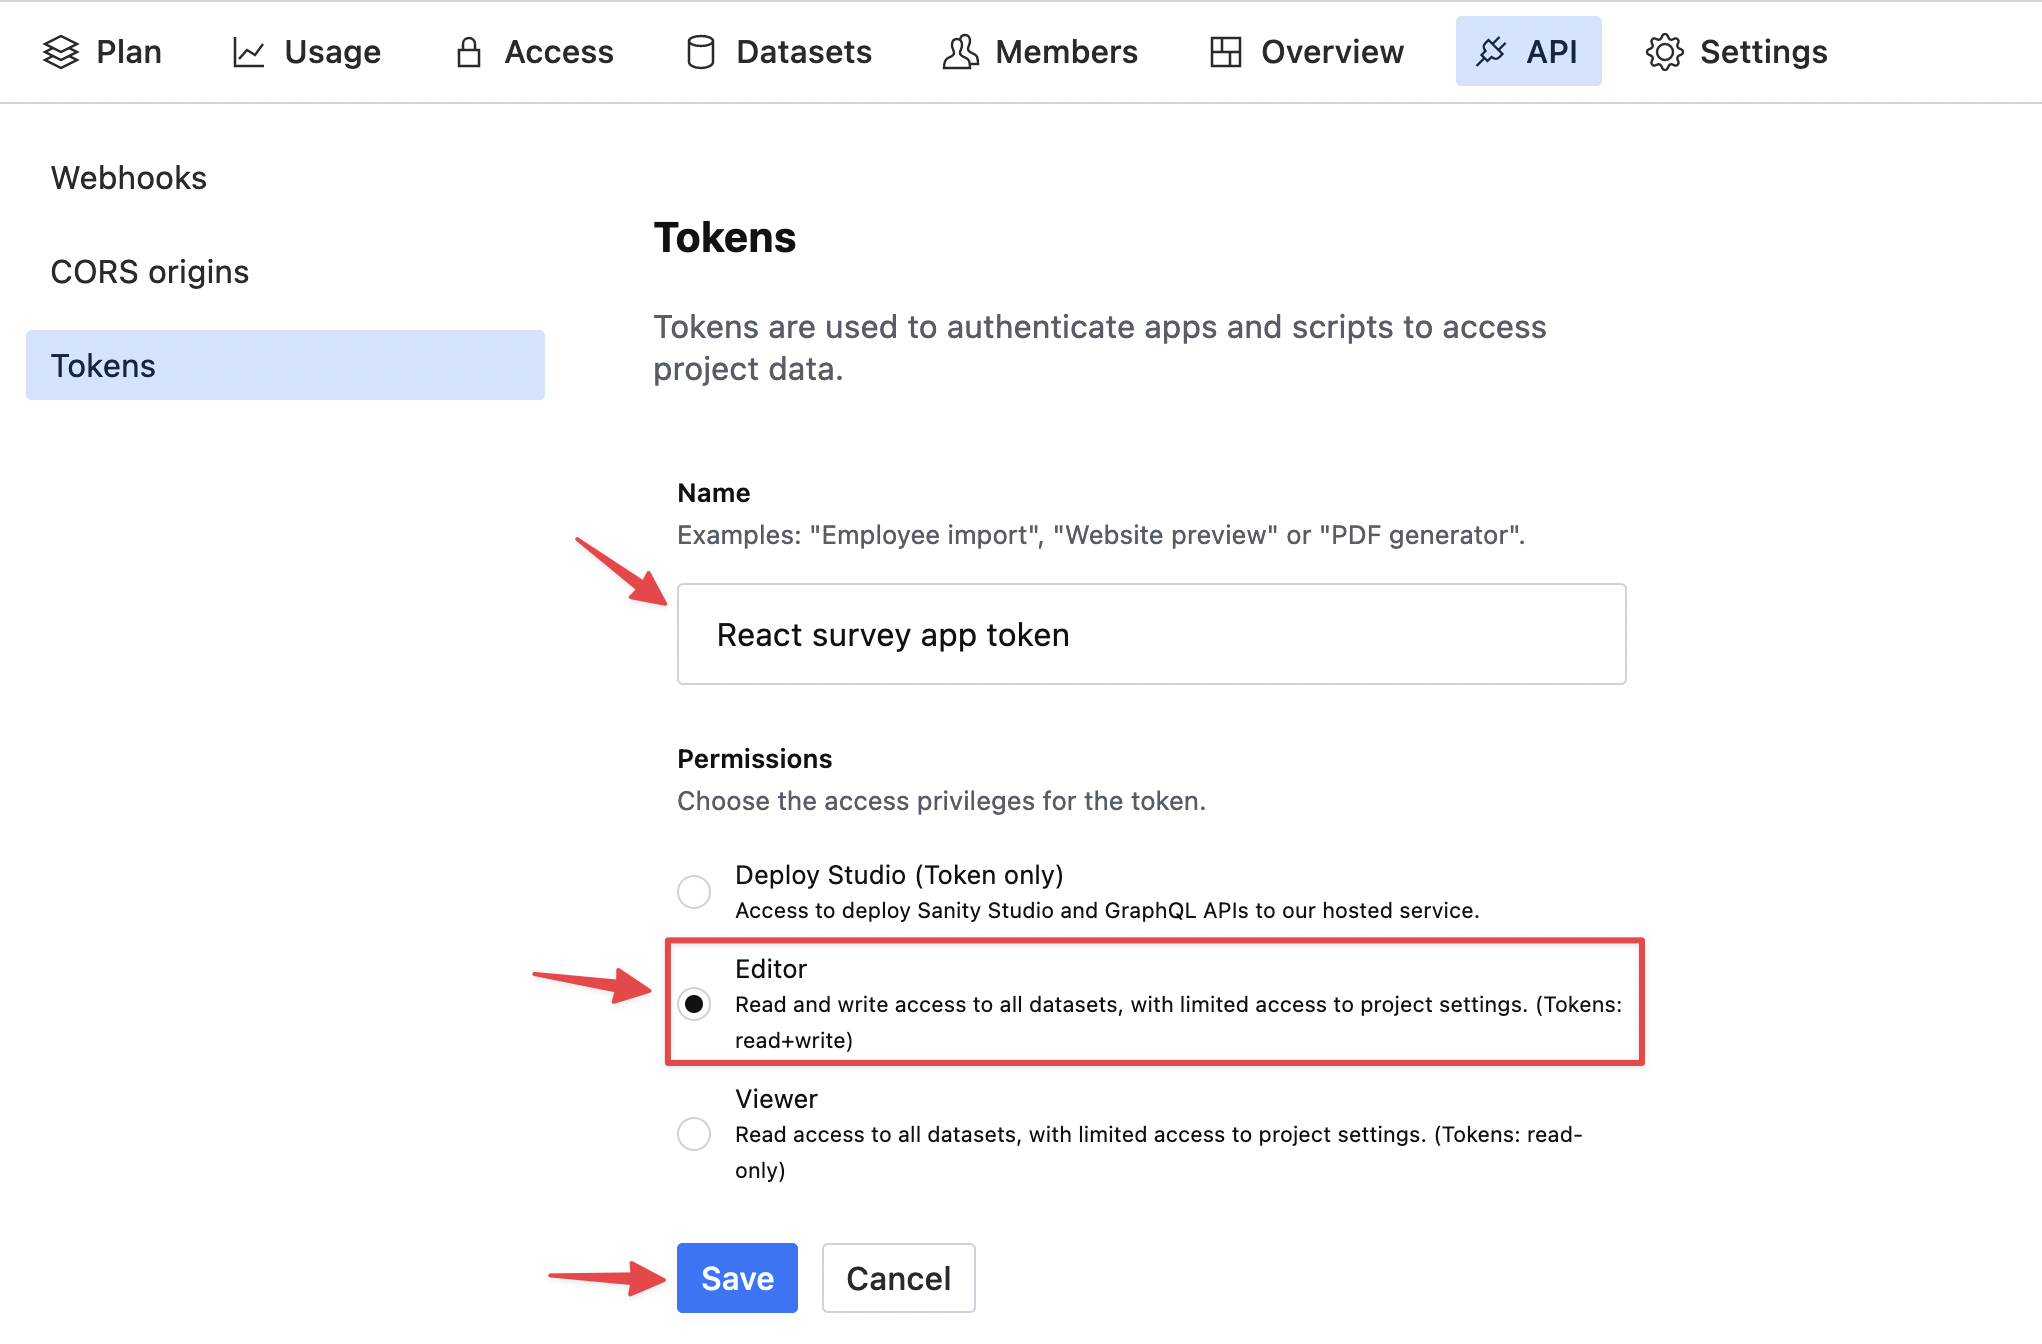 Plan Usage Access Datasets Members Overview API Settings
Webhooks
CORS origins
Tokens
Tokens
Tokens are used to authenticate apps and scripts to access
project data.
Name
Examples: "Employee import", "Website preview" or "PDF generator".
React survey app token
Permissions
Choose the access privileges for the token.
Deploy Studio (Token only)
Access to deploy Sanity Studio and GraphQL APIs to our hosted service.
Editor
Read and write access to all datasets, with limited access to project settings. (Tokens:
read+write)
Viewer
Read access to all datasets, with limited access to project settings. (Tokens: read-
only)
Save Cancel